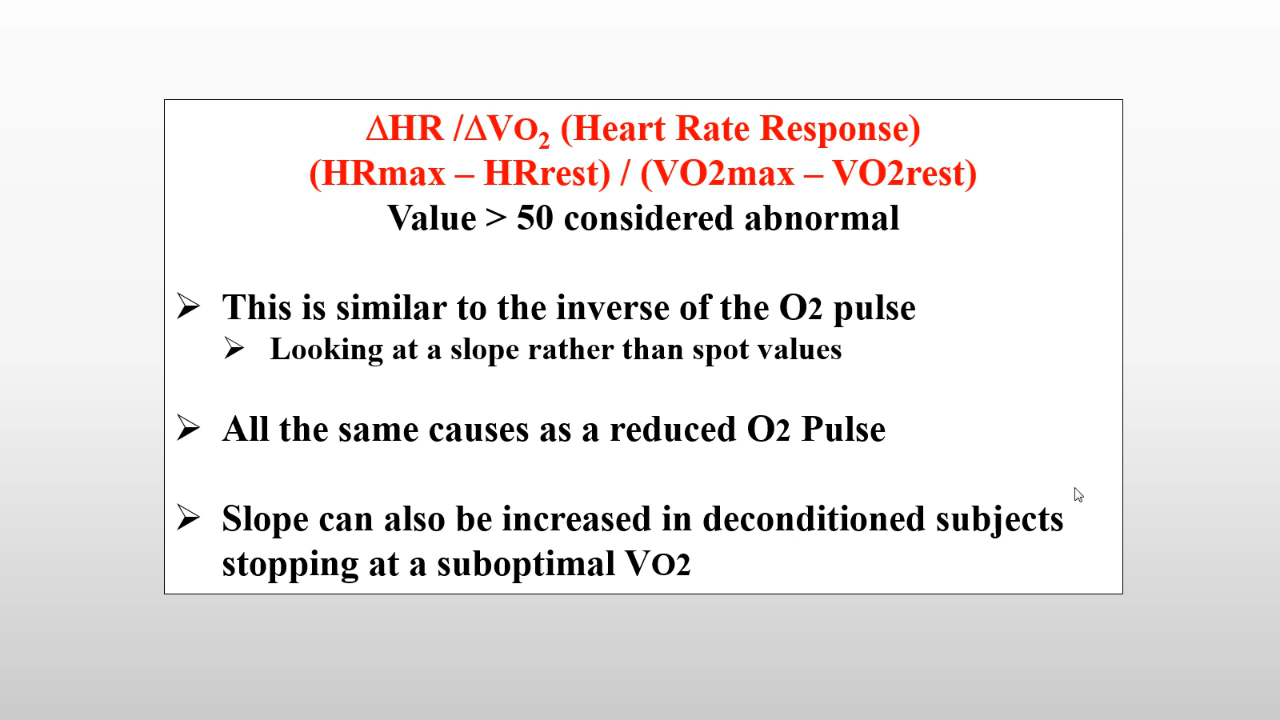 ∆HR /∆VO₂ (Heart Rate Response)
(HRmax – HRrest) / (VO2max – VO2rest)
Value > 50 considered abnormal
➢ This is similar to the inverse of the O2 pulse
➢ Looking at a slope rather than spot values
➢ All the same causes as a reduced O2 Pulse
➢ Slope can also be increased in deconditioned subjects
stopping at a suboptimal VO2